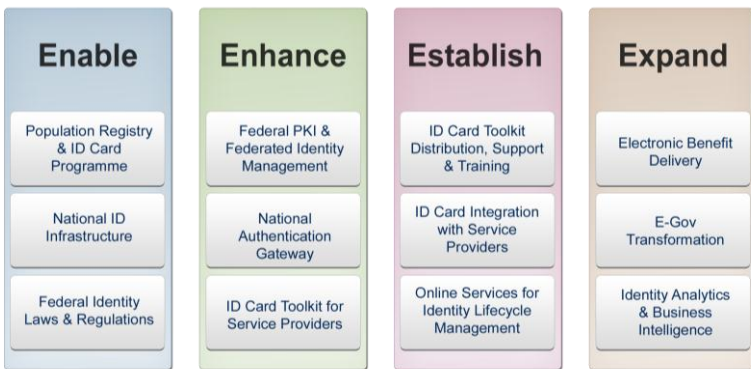 Enable
Population Registry
& ID Card
Programme
National ID
Infrastructure
Federal Identity
Laws & Regulations
Enhance
Federal PKI &
Federated Identity
Management
National
Authentication
Gateway
ID Card Toolkit for
Service Providers
Establish
ID Card Toolkit
Distribution, Support
& Training
ID Card Integration
with Service
Providers
Online Services for
Identity Lifecycle
Management
Expand
Electronic Benefit
Delivery
E-Gov
Transformation
Identity Analytics
& Business
Intelligence